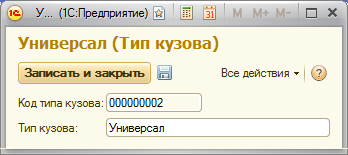 У... (1С:Предприятие) M M+ M-
Универсал (Тип кузова)
Записать и закрыть Все действия ?
Код типа кузова: 000000002
Тип кузова: Универсал